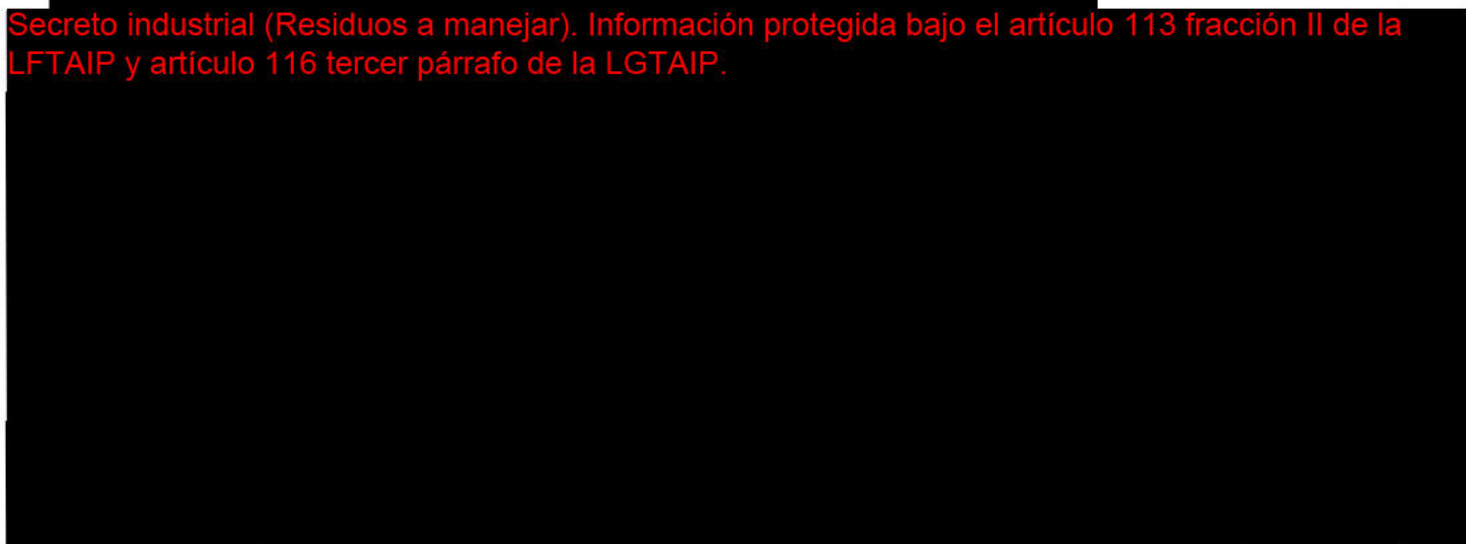 Secreto industrial (Residuos a manejar). Información protegida bajo el artículo 113 fracción II de la
LFTAIP y artículo 116 tercer párrafo de la LGTAIP.